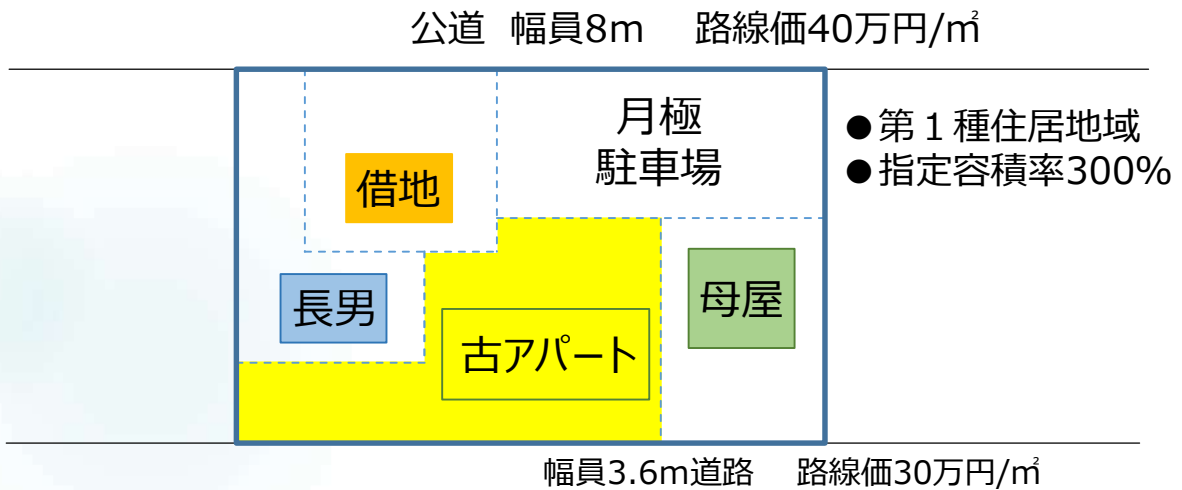 公道 幅員8m 路線価40万円/㎡
月極
駐車場
●第１種住居地域
●指定容積率300%
借地
長男
母屋
古アパート
幅員3.6m道路 路線価30万円/㎡